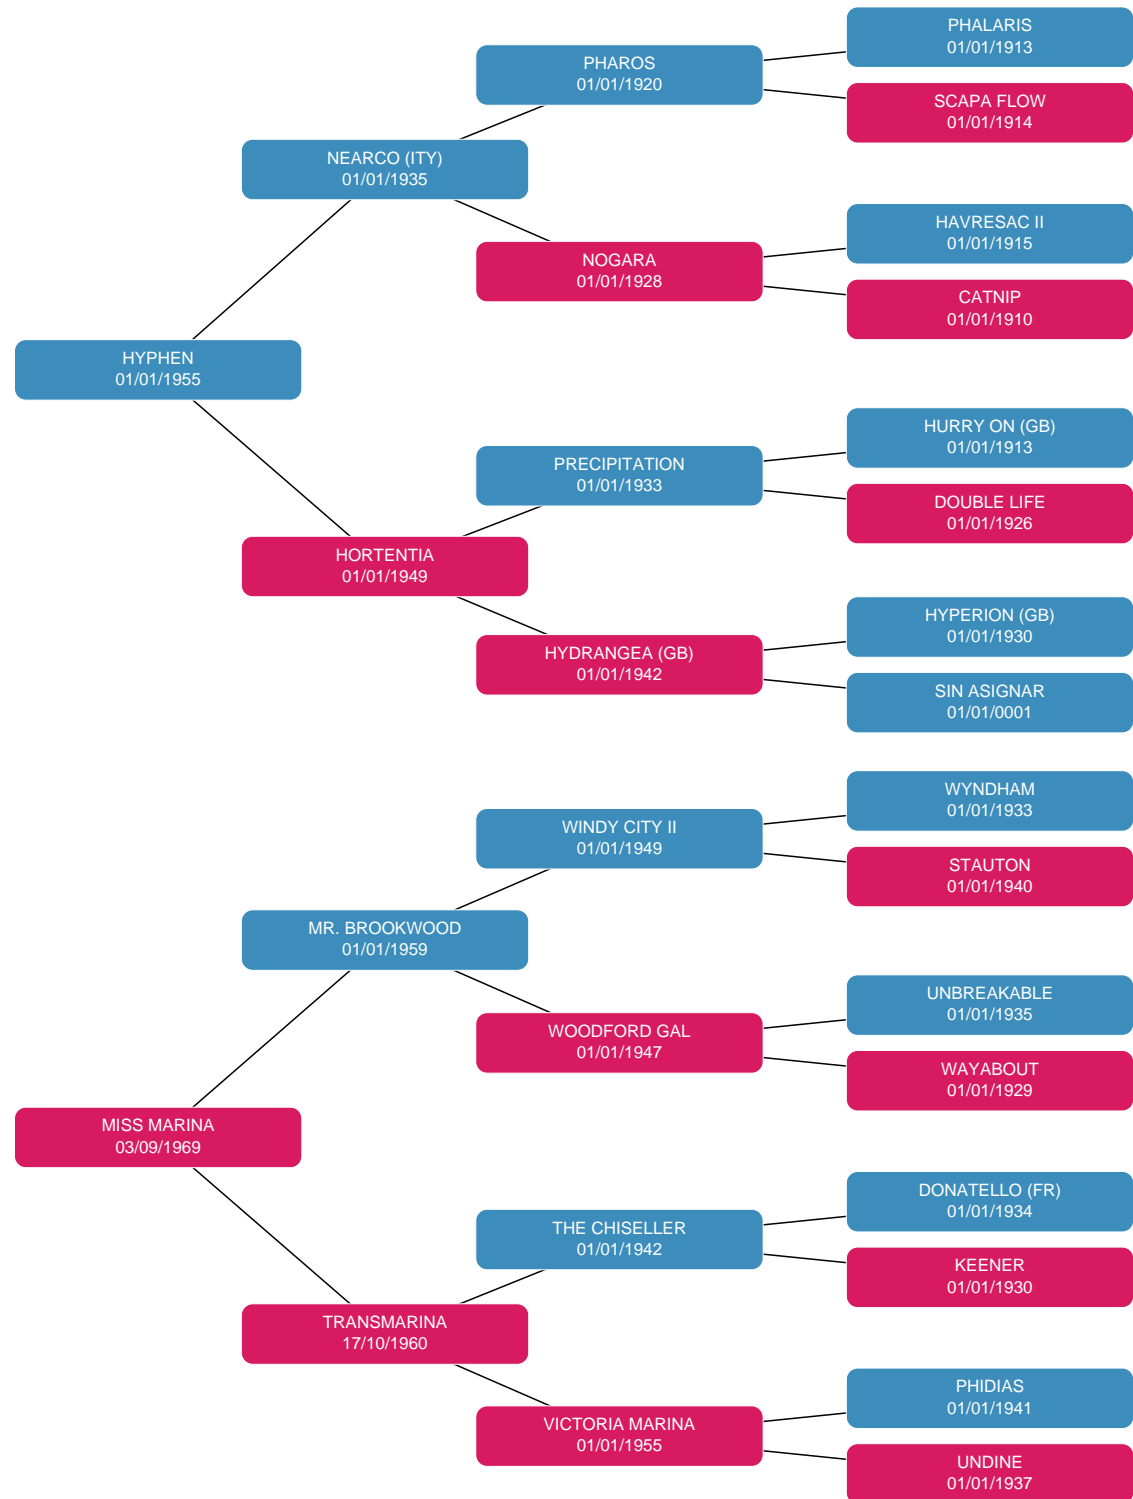 PHALARIS
01/01/1913
PHAROS
01/01/1920
SCAPA FLOW
01/01/1914
NEARCO (ITY)
01/01/1935
HAVRESAC II
01/01/1915
NOGARA
01/01/1928
CATNIP
01/01/1910
HYPHEN
01/01/1955
HURRY ON (GB)
01/01/1913
PRECIPITATION
01/01/1933
DOUBLE LIFE
01/01/1926
HORTENTIA
01/01/1949
HYPERION (GB)
01/01/1930
HYDRANGEA (GB)
01/01/1942
SIN ASIGNAR
01/01/0001
WYNDHAM
01/01/1933
WINDY CITY II
01/01/1949
STAUTON
01/01/1940
MR. BROOKWOOD
01/01/1959
UNBREAKABLE
01/01/1935
WOODFORD GAL
01/01/1947
WAYABOUT
01/01/1929
MISS MARINA
03/09/1969
DONATELLO (FR)
01/01/1934
THE CHISELLER
01/01/1942
KEENER
01/01/1930
TRANSMARINA
17/10/1960
PHIDIAS
01/01/1941
VICTORIA MARINA
01/01/1955
UNDINE
01/01/1937